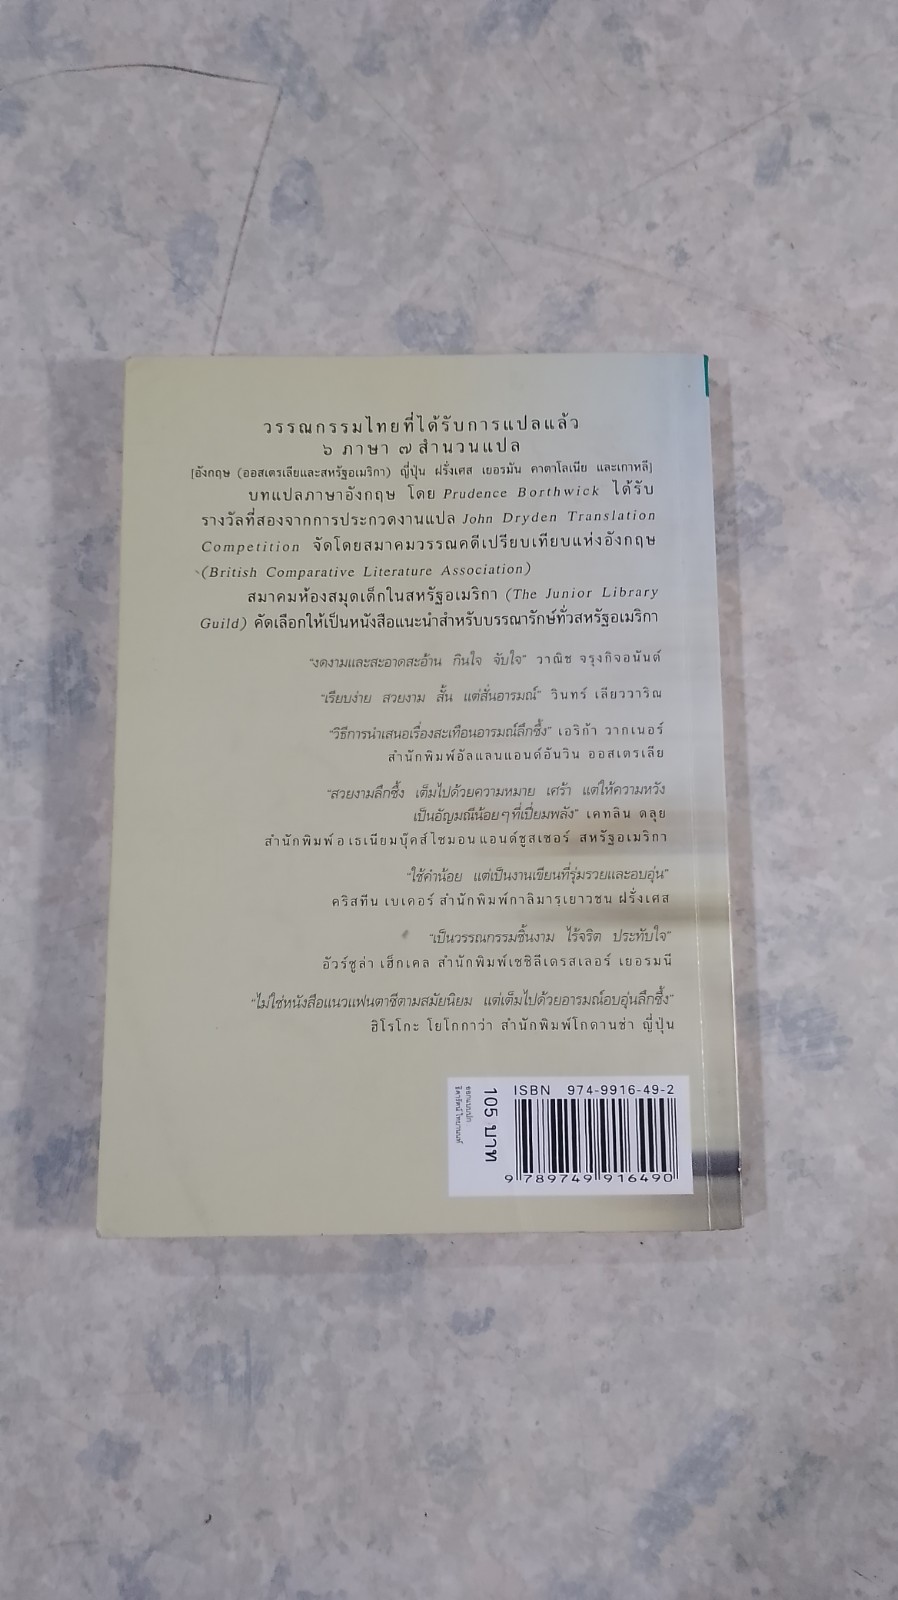 วรรณกรรมไทยที่ได้รับการแปลแล้ว
๖ ภาษา ๗ สำนวนแปล
[อังกฤษ (ออสเตรเลียและสหรัฐอเมริกา) ญี่ปุ่น ฝรั่งเศส เยอรมัน คาตาโลเนีย และเกาหลี]
บทแปลภาษาอังกฤษ โดย Prudence Borthwick ได้รับ
รางวัลที่สองจากการประกวดงานแปล John Dryden Translation
Competition จัดโดยสมาคมวรรณคดีเปรียบเทียบแห่งอังกฤษ
(British Comparative Literature Association)
สมาคมห้องสมุดเด็กในสหรัฐอเมริกา (The Junior Library
Guild) คัดเลือกให้เป็นหนังสือแนะนำสำหรับบรรณารักษ์ทั่วสหรัฐอเมริกา
"งดงามและสะอาดสะอ้าน กินใจ จับใจ" วาณิช จรุงกิจอนันต์
"เรียบง่าย สวยงาม สั้น แต่สั่นอารมณ์" วินทร์ เลียววาริณ
"วิธีการนำเสนอเรื่องสะเทือนอารมณ์ลึกซึ้ง" เอริก้า วากเนอร์
สำนักพิมพ์อัลแลนแอนด์อันวิน ออสเตรเลีย
"สวยงามลึกซึ้ง เต็มไปด้วยความหมาย เศร้า แต่ให้ความหวัง
เป็นอัญมณีน้อยๆ ที่เปี่ยมพลัง" เคทลิน ดลุย
สำนักพิมพ์อเธเนียมบุ๊คส์ไซมอน แอนด์ชูสเชอร์ สหรัฐอเมริกา
"ใช้คำน้อย แต่เป็นงานเขียนที่รุ่มรวยและอบอุ่น"
คริสทีน เบเคอร์ สำนักพิมพ์กาลิมาร์เยาวชน ฝรั่งเศส
"เป็นวรรณกรรมชิ้นงาม ไร้จริต ประทับใจ"
อัวร์ซูล่า เฮ็กเคล สำนักพิมพ์เซซิลีเดรสเลอร์ เยอรมนี
"ไม่ใช่หนังสือแนวแฟนตาซีตามสมัยนิยม แต่เต็มไปด้วยอารมณ์อบอุ่นลึกซึ้ง"
ฮิโรโกะ โยโกกาว่า สำนักพิมพ์โกดานช่า ญี่ปุ่น
ISBN 974-9916-49-2
9 789749 916490
105 บาท
ออกแบบปก